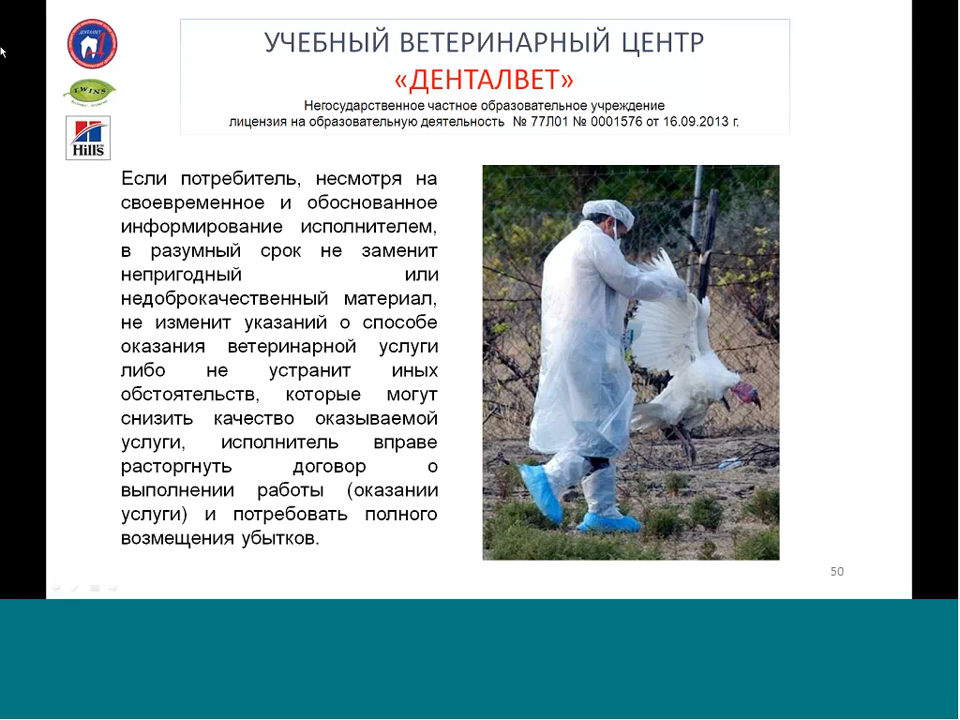 УЧЕБНЫЙ ВЕТЕРИНАРНЫЙ ЦЕНТР
«ДЕНТАЛВЕТ»
Негосударственное частное образовательное учреждение
лицензия на образовательную деятельность № 77Л01 № 0001576 от 16.09.2013 г.
ДЕНТАЛВЕТ
TWIN'S
Hill's
Если потребитель, несмотря на
своевременное и обоснованное
информирование исполнителем,
в разумный срок не заменит
непригодный или
недоброкачественный материал,
не изменит указаний о способе
оказания ветеринарной услуги
либо не устранит иных
обстоятельств, которые могут
снизить качество оказываемой
услуги, исполнитель вправе
расторгнуть договор о
выполнении работы (оказании
услуги) и потребовать полного
возмещения убытков.
50